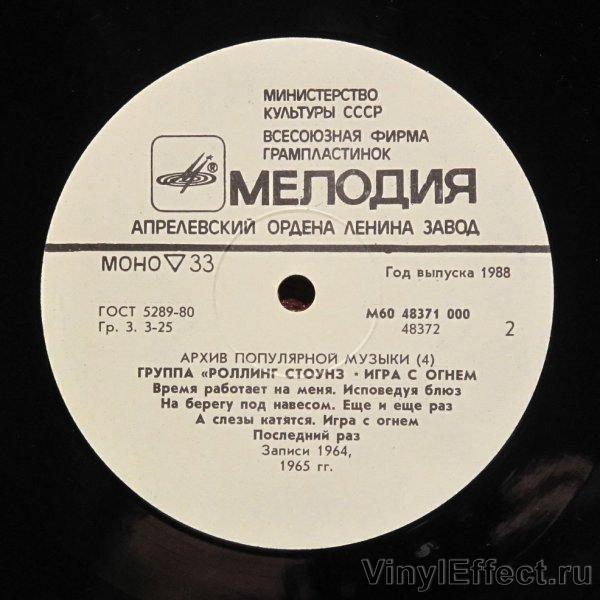 МИНИСТЕРСТВО
КУЛЬТУРЫ СССР
ВСЕСОЮЗНАЯ ФИРМА
ГРАМПЛАСТИНОК
®
МЕЛОДИЯ
АПРЕЛЕВСКИЙ ОРДЕНА ЛЕНИНА ЗАВОД
МОНО ▽ 33 Год выпуска 1988
ГОСТ 5289-80 М60 48371 000
Гр. 3. 3-25 48372 2
АРХИВ ПОПУЛЯРНОЙ МУЗЫКИ (4)
ГРУППА «РОЛЛИНГ СТОУНЗ • ИГРА С ОГНЕМ
Время работает на меня. Исповедуя блюз
На берегу под навесом. Еще и еще раз
А слезы катятся. Игра с огнем
Последний раз
Записи 1964,
1965 гг.
VinylEffect.ru